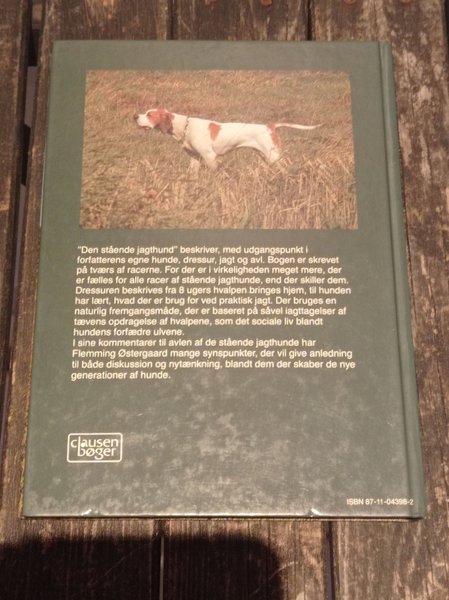 "Den stående jagthund" beskriver, med udgangspunkt i
forfatterens egne hunde, dressur, jagt og avl. Bogen er skrevet
på tværs af racerne. For der er i virkeligheden meget mere, der
er fælles for alle racer af stående jagthunde, end der skiller dem.
Dressuren beskrives fra 8 ugers hvalpen bringes hjem, til hunden
har lært, hvad der er brug for ved praktisk jagt. Der bruges en
naturlig fremgangsmåde, der er baseret på såvel iagttagelser af
tævens opdragelse af hvalpene, som det sociale liv blandt
hundens forfædre ulvene.
I sine kommentarer til avlen af de stående jagthunde har
Flemming Østergaard mange synspunkter, der vil give anledning
til både diskussion og nytænkning, blandt dem der skaber de nye
generationer af hunde.
clausen
bøger
ISBN 87-11-04398-2